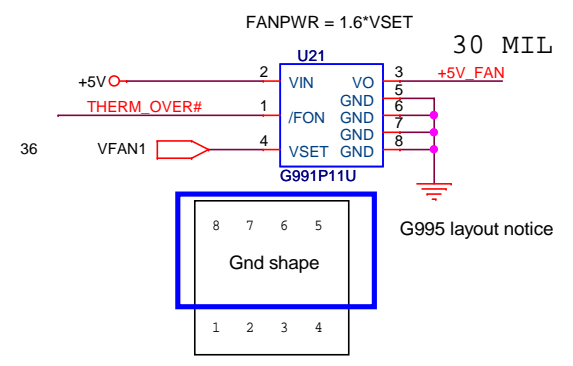 FANPWR = 1.6*VSET
30 MIL
U21
+5V 2 VIN VO 3 +5V_FAN
GND 5
THERM_OVER# 1 /FON GND 6
GND 7
36 VFAN1 4 VSET GND 8
G991P11U
G995 layout notice
8 7 6 5
Gnd shape
1 2 3 4